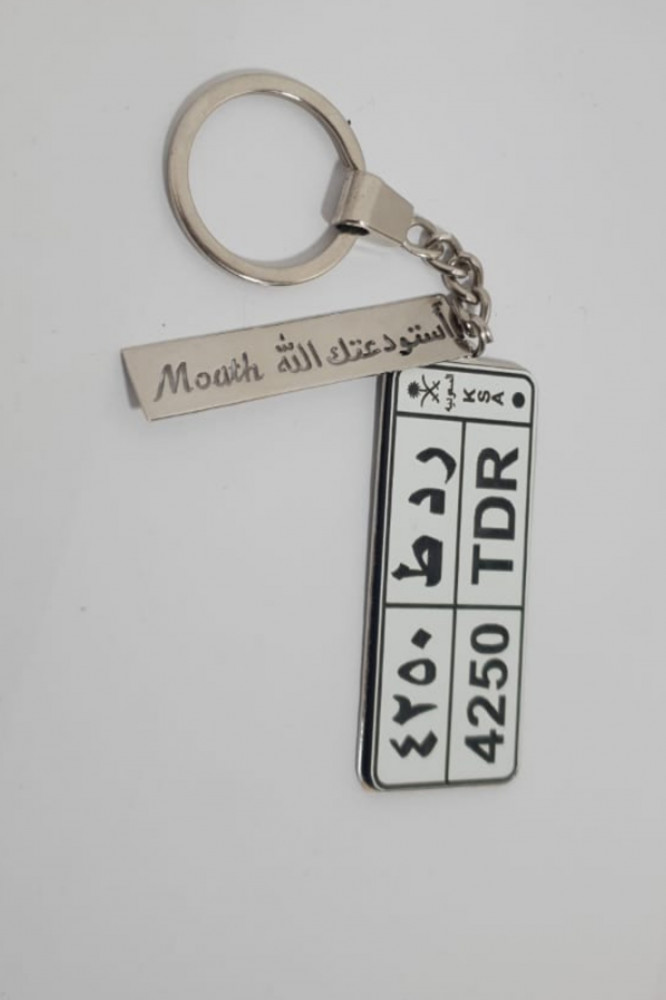 أستودعتك الله Moath
السعودية
K S A
ر د ط
TDR
٤٢٥٠
4250